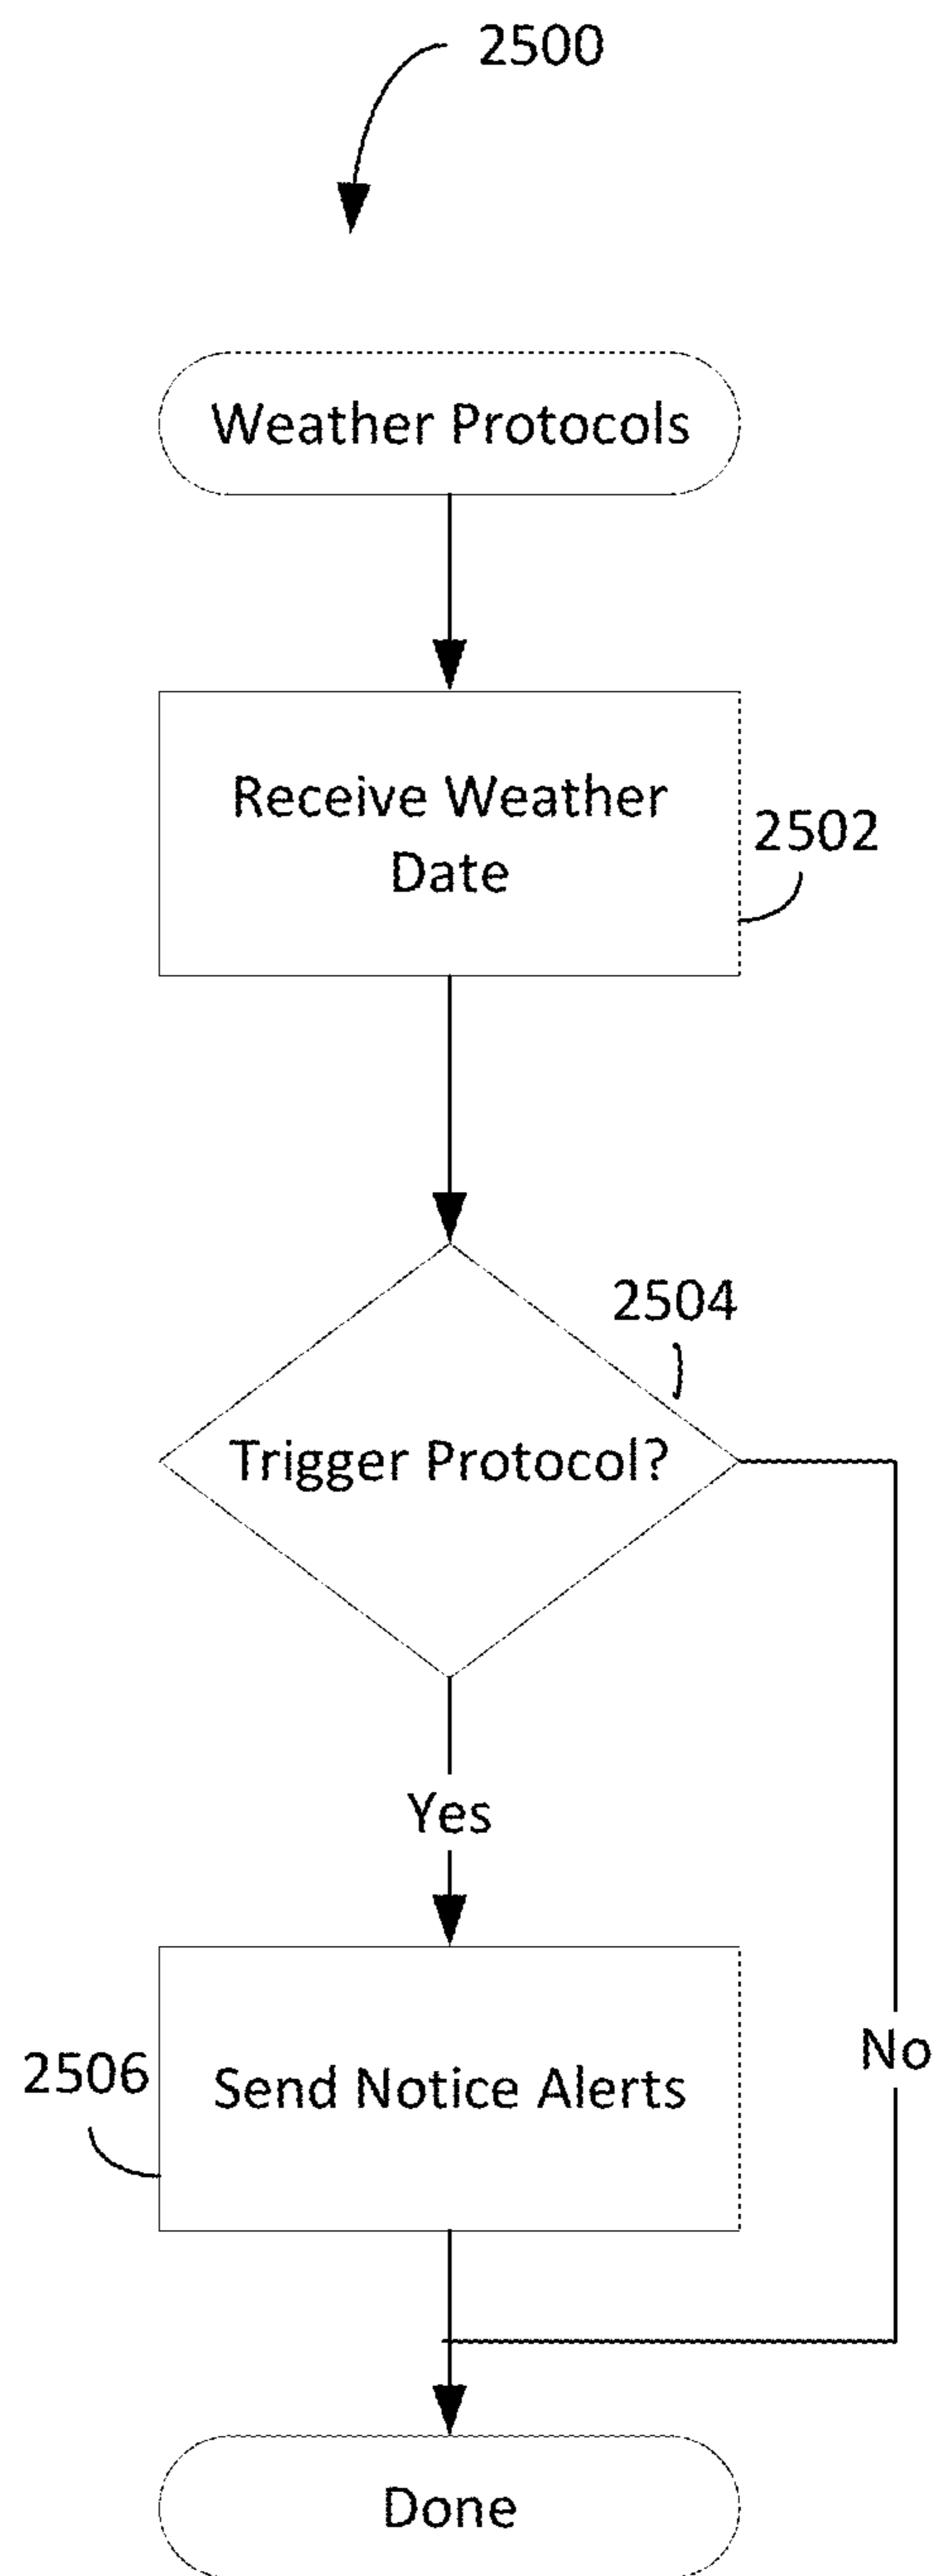 2500
Weather Protocols
Receive Weather
Date
2502
2504
Trigger Protocol?
Yes
No
2506
Send Notice Alerts
Done